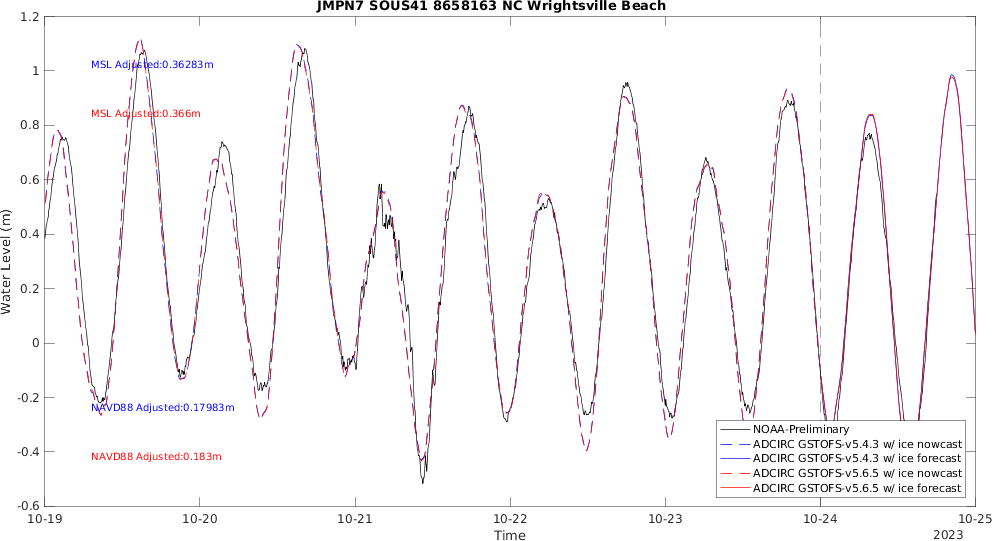 JMPN7 SOUS41 8658163 NC Wrightsville Beach
1.2
1
0.8
0.6
0.4
0.2
0
-0.2
-0.4
-0.6
Water Level (m)
MSL Adjusted:0.36283m
MSL Adjusted:0.366m
NAVD88 Adjusted:0.17983m
NAVD88 Adjusted:0.183m
NOAA-Preliminary
ADCIRC GSTOFS-v5.4.3 w/ ice nowcast
ADCIRC GSTOFS-v5.4.3 w/ ice forecast
ADCIRC GSTOFS-v5.6.5 w/ ice nowcast
ADCIRC GSTOFS-v5.6.5 w/ ice forecast
10-19 10-20 10-21 10-22 10-23 10-24 10-25
Time
2023